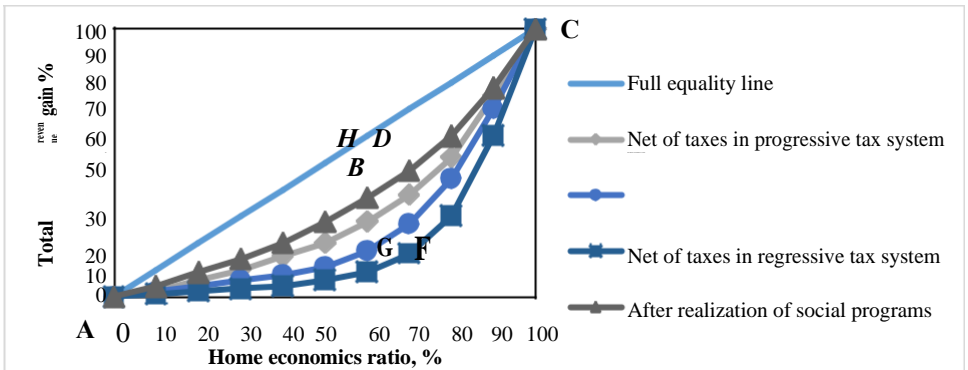 100
90
80
70
60
50
30
20
10
0
Total
reven
ne
gain %
H D
B
G F
C
A
0 10 20 30 40 50 60 70 80 90 100
Home economics ratio, %
Full equality line
Net of taxes in progressive tax system
Net of taxes in regressive tax system
After realization of social programs